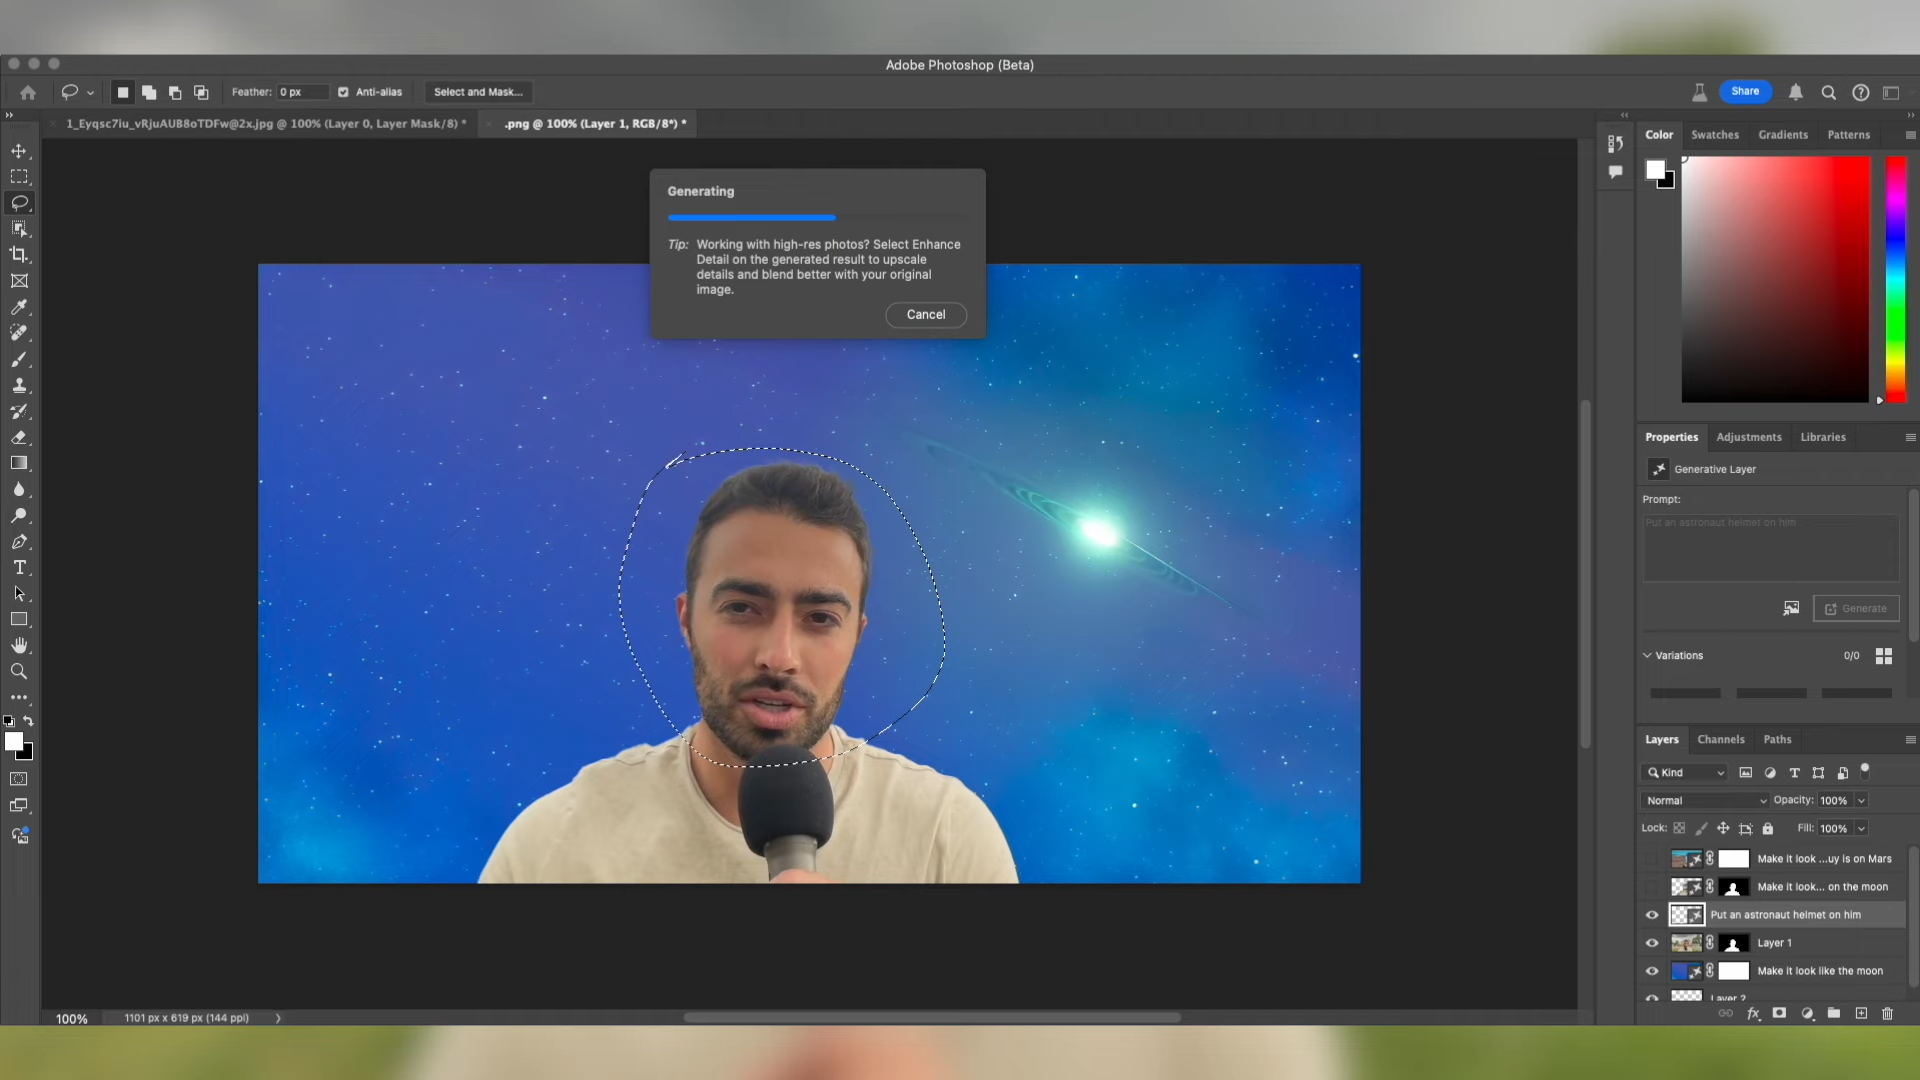 Adobe Photoshop (Beta)
Feather: 0 px Anti-alias Select and Mask... Share
1_Eyqsc7iu_vRjuAUB8oTDFw@2x.jpg @ 100% (Layer 0, Layer Mask/8) * .png @ 100% (Layer 1, RGB/8*) *
Color Swatches Gradients Patterns
Generating
Tip: Working with high-res photos? Select Enhance
Detail on the generated result to upscale
details and blend better with your original
image.
Cancel
Properties Adjustments Libraries
Generative Layer
Prompt:
Put an astronaut helmet on him
Generate
Variations 0/0
Layers Channels Paths
Kind
Normal Opacity: 100%
Lock: Fill: 100%
Make it look ...uy is on Mars
Make it look... on the moon
Put an astronaut helmet on him
Layer 1
Make it look like the moon
Layer 2
100% 1101 px x 619 px (144 ppi)